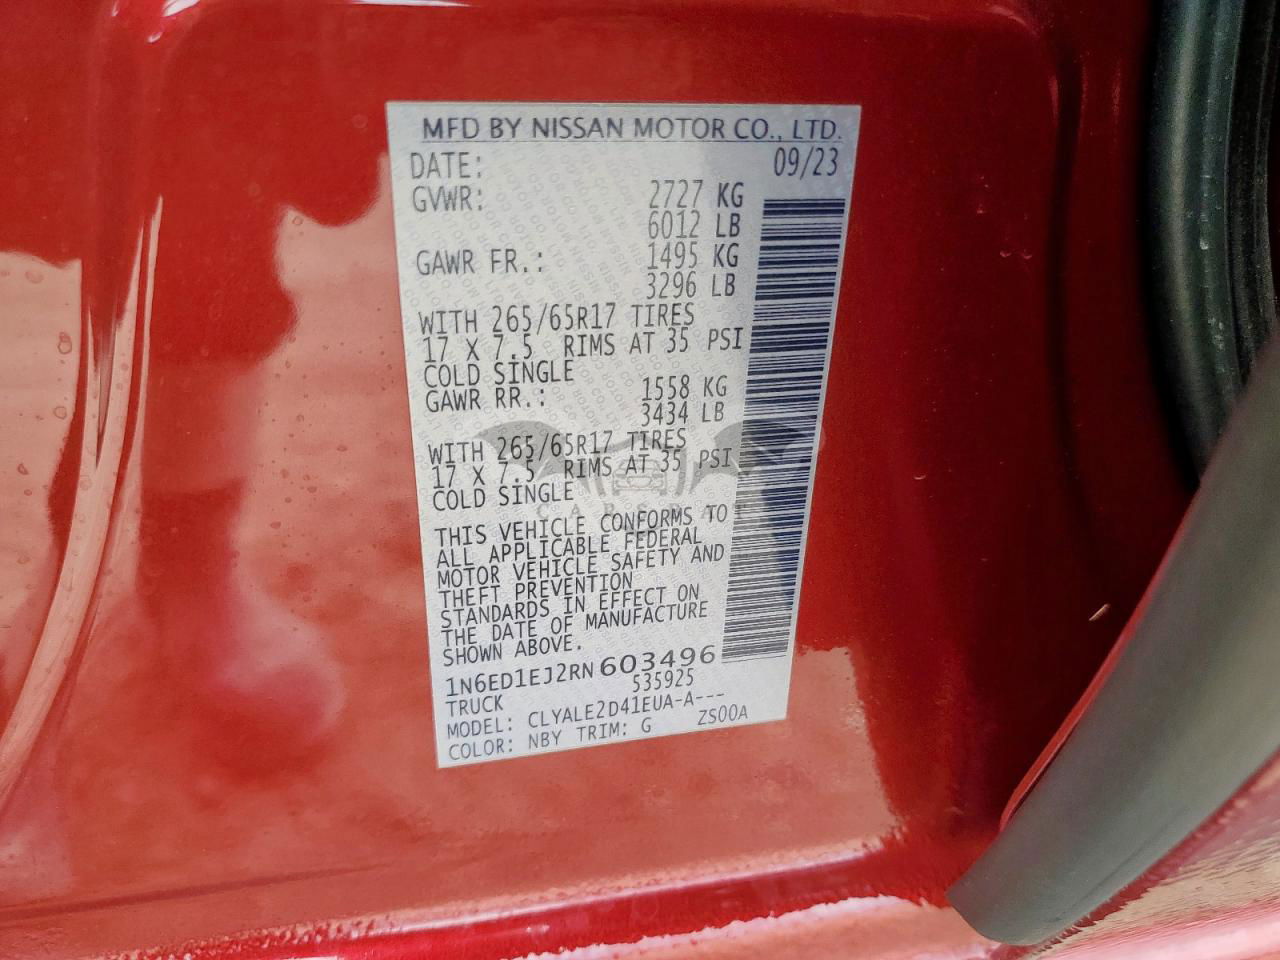 MFD BY NISSAN MOTOR CO., LTD.
DATE: 09/23
GVWR: 2727 KG
6012 LB
GAWR FR.: 1495 KG
3296 LB
WITH 265/65R17 TIRES
17 X 7.5 RIMS AT 35 PSI
COLD SINGLE
GAWR RR.: 1558 KG
3434 LB
WITH 265/65R17 TIRES
17 X 7.5 RIMS AT 35 PSI
COLD SINGLE
THIS VEHICLE CONFORMS TO
ALL APPLICABLE FEDERAL
MOTOR VEHICLE SAFETY AND
THEFT PREVENTION
STANDARDS IN EFFECT ON
THE DATE OF MANUFACTURE
SHOWN ABOVE.
1N6ED1EJ2RN603496
TRUCK 535925
MODEL: CLYALE2D41EUA-A---
COLOR: NBY TRIM: G ZS00A